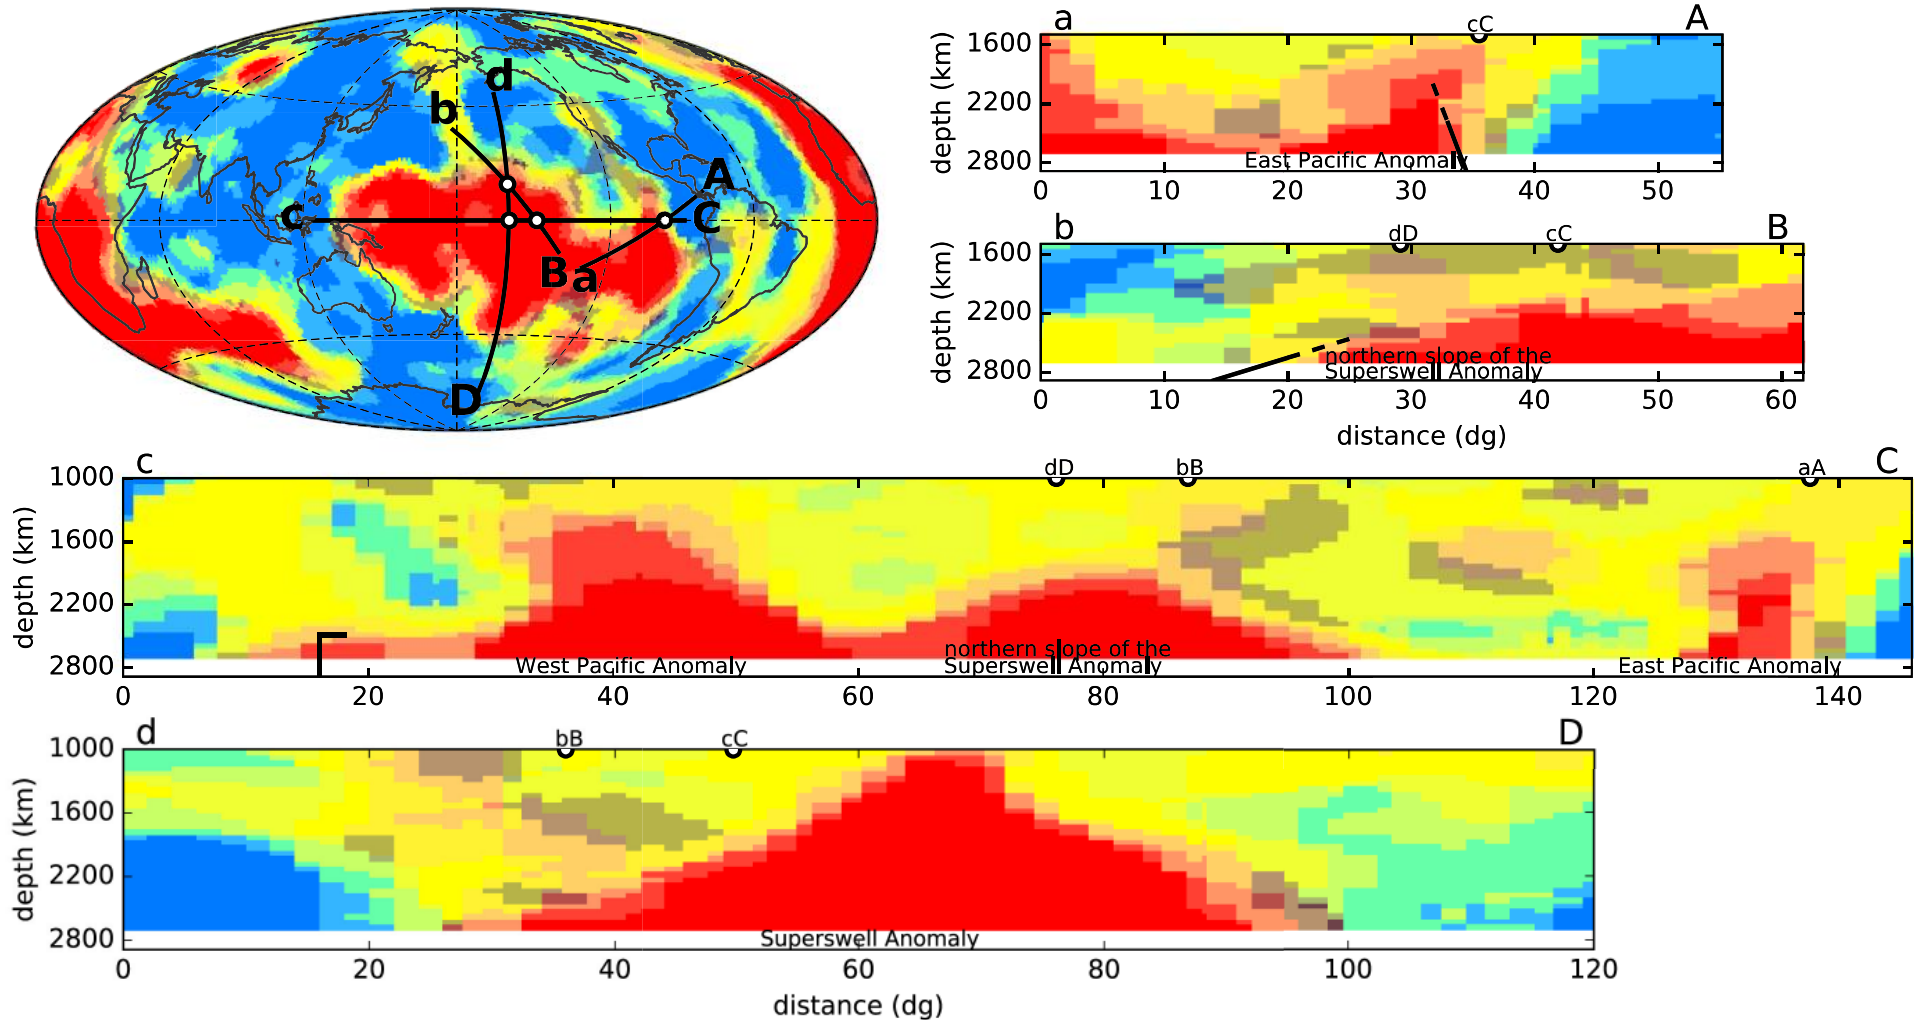 d
b
A
c
C
B
a
D
a
cC
A
depth (km)
1600
2200
2800
East Pacific Anomaly
0 10 20 30 40 50
b
dD
cC
B
depth (km)
1600
2200
2800
northern slope of the
Superswell Anomaly
0 10 20 30 40 50 60
distance (dg)
c
dD
bB
aA
C
depth (km)
1000
1600
2200
2800
West Pacific Anomaly
northern slope of the
Superswell Anomaly
East Pacific Anomaly
0 20 40 60 80 100 120 140
d
bB
cC
D
depth (km)
1000
1600
2200
2800
Superswell Anomaly
0 20 40 60 80 100 120
distance (dg)